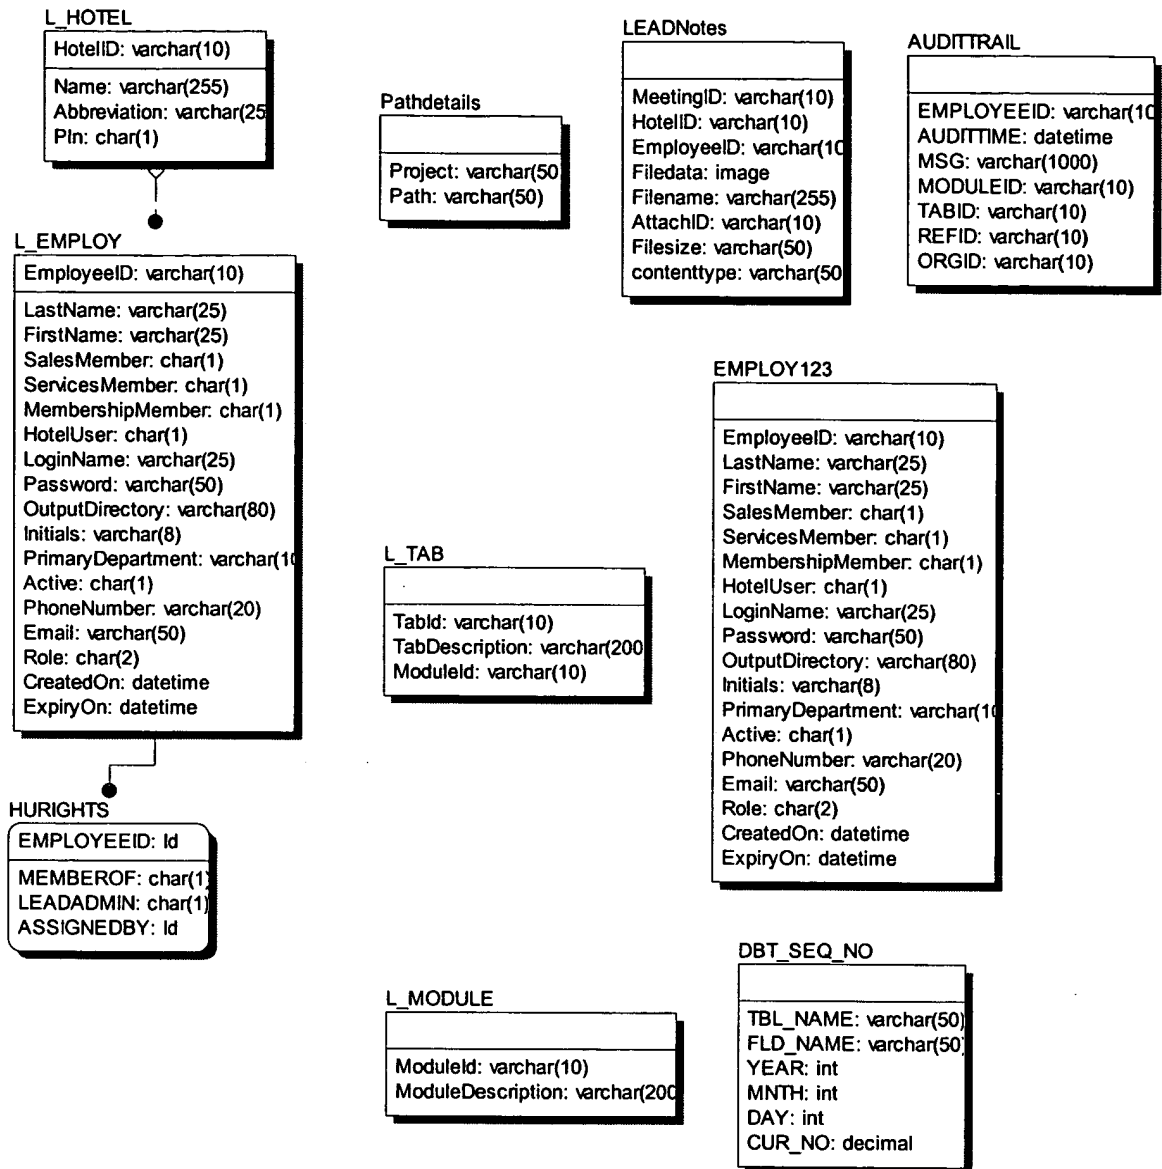 L_HOTEL
HotelID: varchar(10)
Name: varchar(255)
Abbreviation: varchar(25
Pin: char(1)
L_EMPLOY
EmployeeID: varchar(10)
LastName: varchar(25)
FirstName: varchar(25)
SalesMember: char(1)
ServicesMember: char(1)
MembershipMember: char(1)
HotelUser: char(1)
LoginName: varchar(25)
Password: varchar(50)
OutputDirectory: varchar(80)
Initials: varchar(8)
PrimaryDepartment: varchar(10
Active: char(1)
PhoneNumber: varchar(20)
Email: varchar(50)
Role: char(2)
CreatedOn: datetime
ExpiryOn: datetime
HURIGHTS
EMPLOYEEID: Id
MEMBEROF: char(1)
LEADADMIN: char(1)
ASSIGNEDBY: Id
Pathdetails
Project: varchar(50
Path: varchar(50)
L_TAB
TabId: varchar(10)
TabDescription: varchar(200
ModuleId: varchar(10)
L_MODULE
ModuleId: varchar(10)
ModuleDescription: varchar(200
LEADNotes
MeetingID: varchar(10)
HotelID: varchar(10)
EmployeeID: varchar(10
Filedata: image
Filename: varchar(255)
AttachID: varchar(10)
Filesize: varchar(50)
contenttype: varchar(50
AUDITTRAIL
EMPLOYEEID: varchar(10
AUDITTIME: datetime
MSG: varchar(1000)
MODULEID: varchar(10)
TABID: varchar(10)
REFID: varchar(10)
ORGID: varchar(10)
EMPLOY123
EmployeeID: varchar(10)
LastName: varchar(25)
FirstName: varchar(25)
SalesMember: char(1)
ServicesMember: char(1)
MembershipMember: char(1)
HotelUser: char(1)
LoginName: varchar(25)
Password: varchar(50)
OutputDirectory: varchar(80)
Initials: varchar(8)
PrimaryDepartment: varchar(10
Active: char(1)
PhoneNumber: varchar(20)
Email: varchar(50)
Role: char(2)
CreatedOn: datetime
ExpiryOn: datetime
DBT_SEQ_NO
TBL_NAME: varchar(50)
FLD_NAME: varchar(50)
YEAR: int
MNTH: int
DAY: int
CUR_NO: decimal